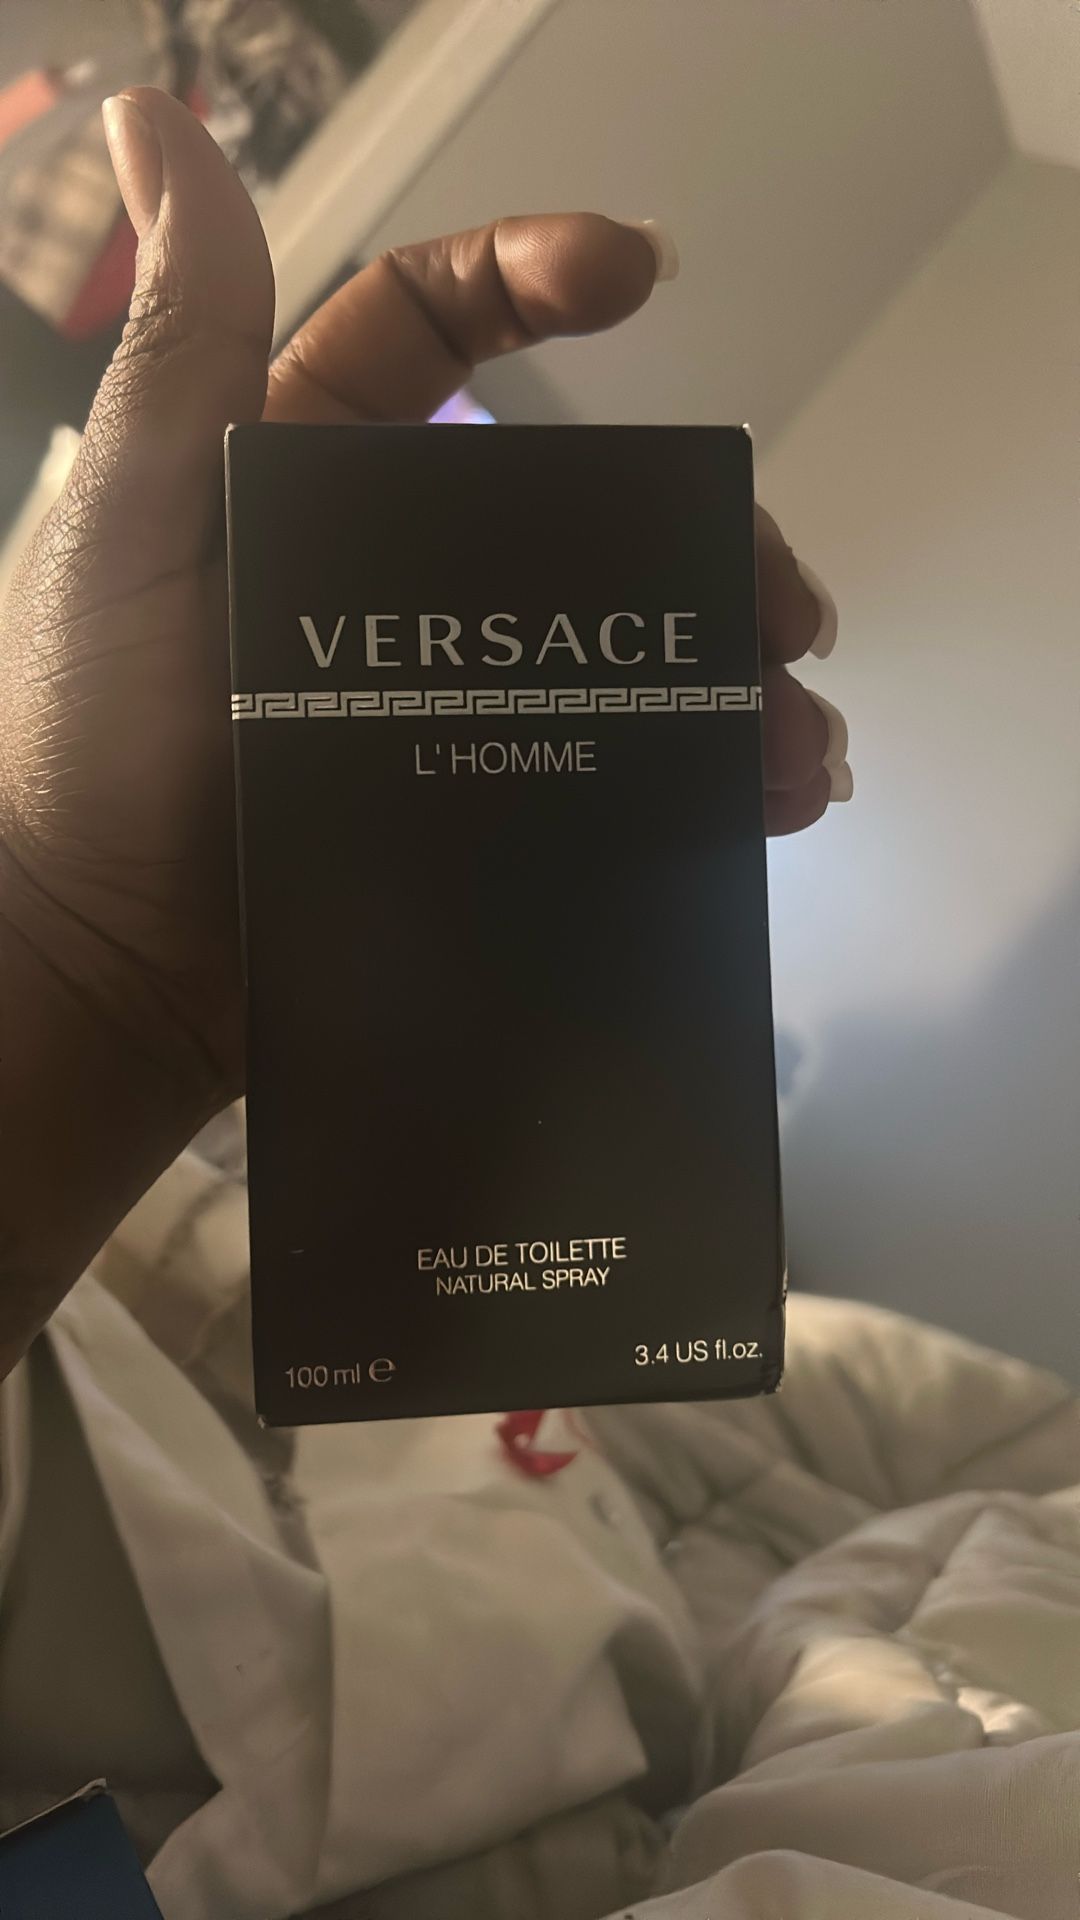 VERSACE
L'HOMME
EAU DE TOILETTE
NATURAL SPRAY
100 ml ℮
3.4 US fl.oz.